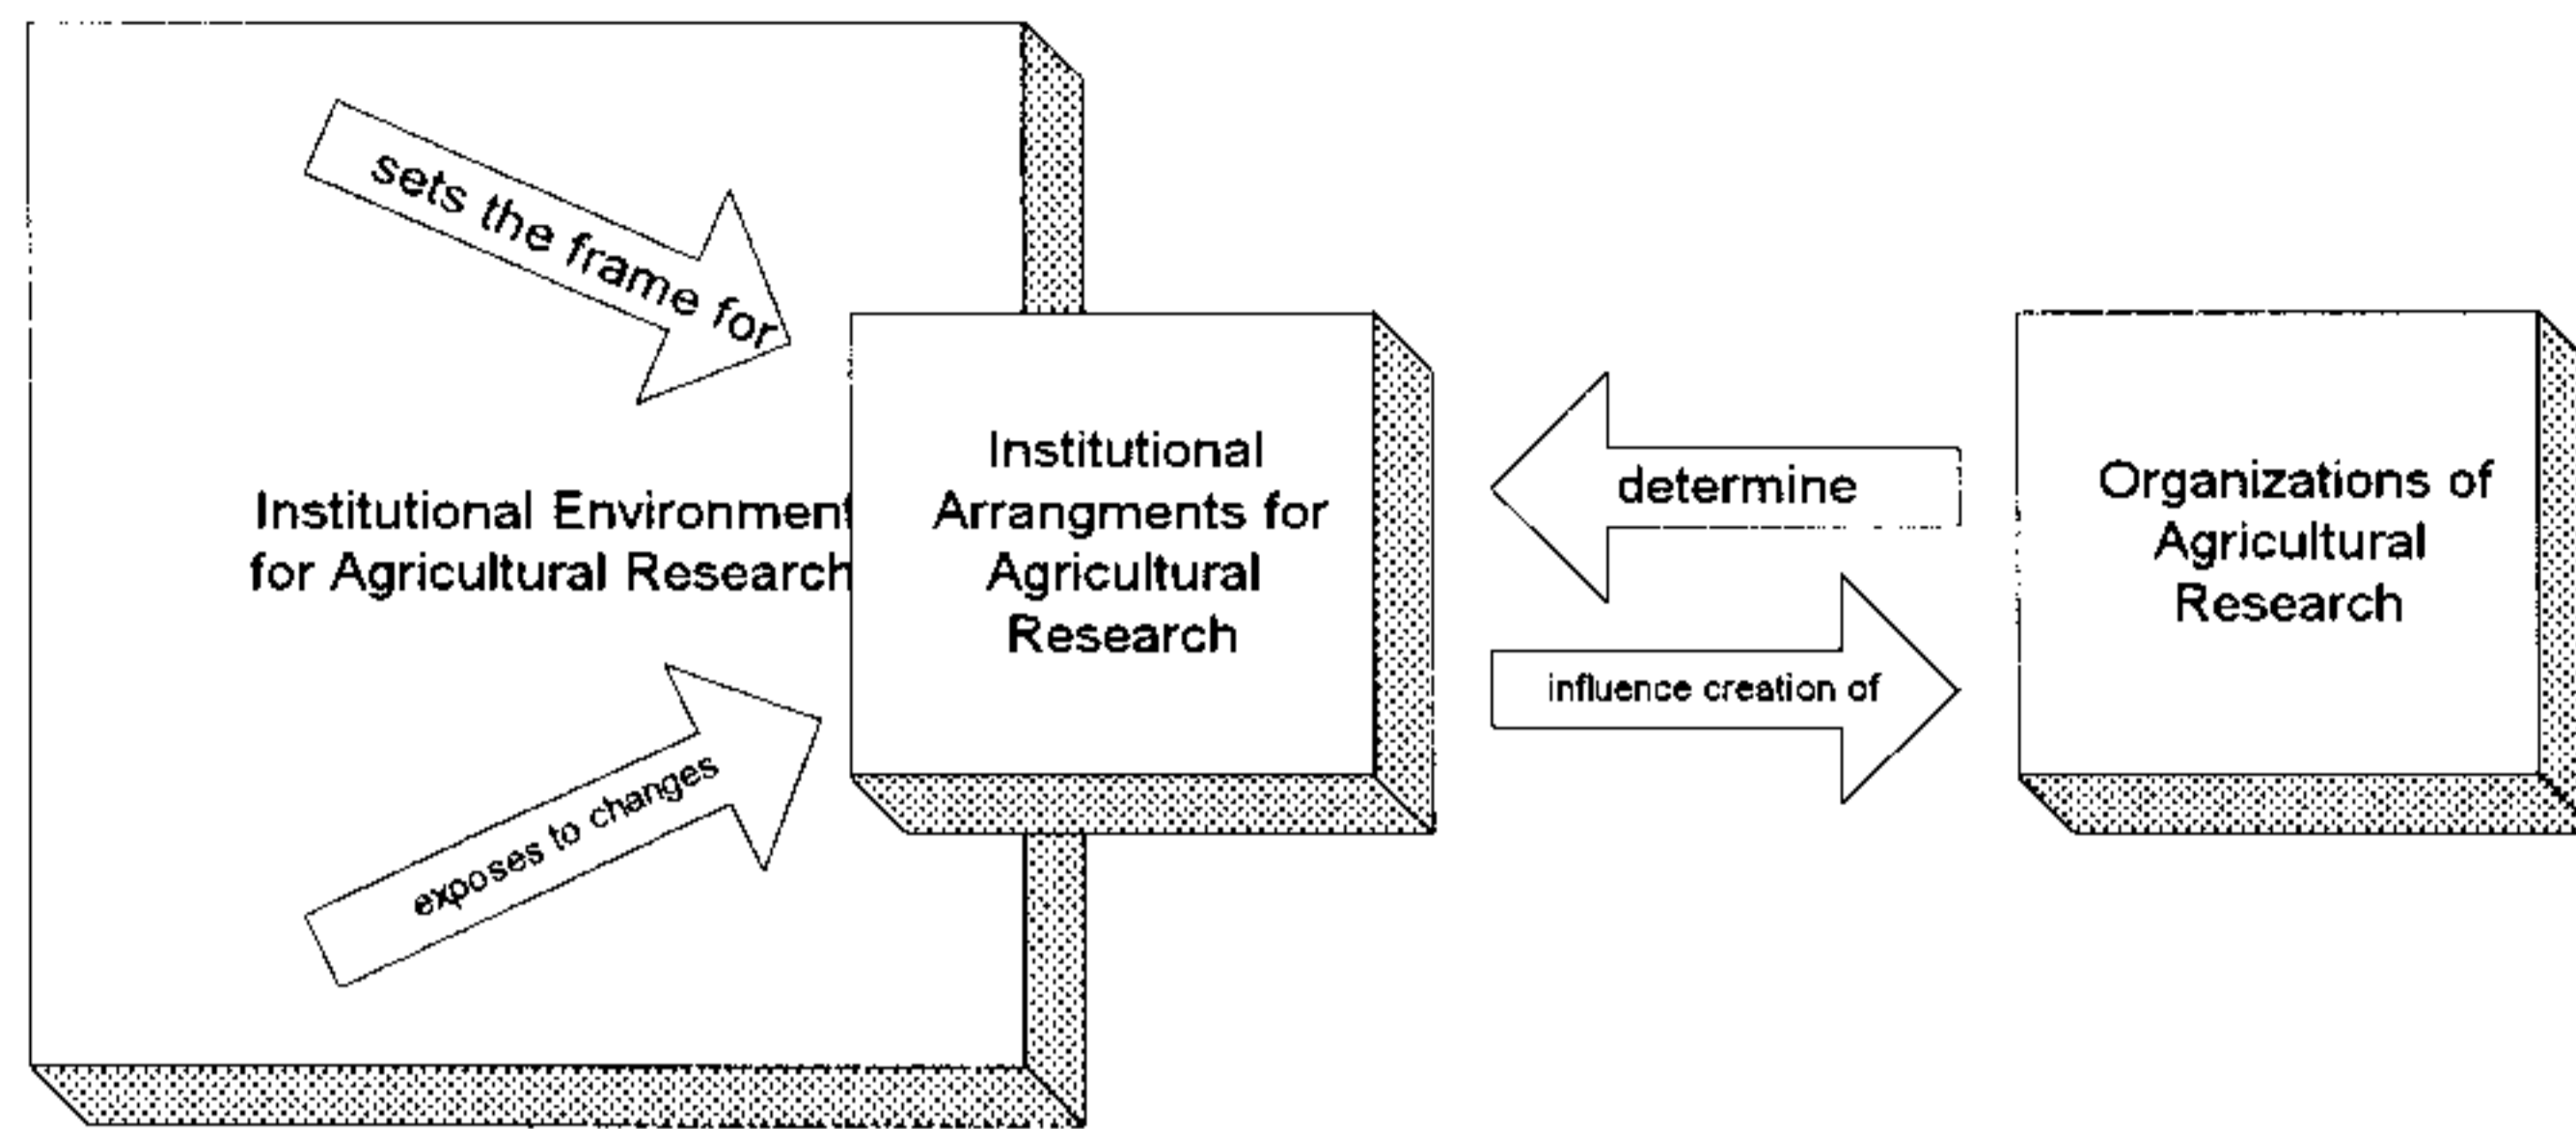 sets the frame for
Institutional Environment
for Agricultural Research
exposes to changes
Institutional
Arrangments for
Agricultural
Research
determine
influence creation of
Organizations of
Agricultural
Research